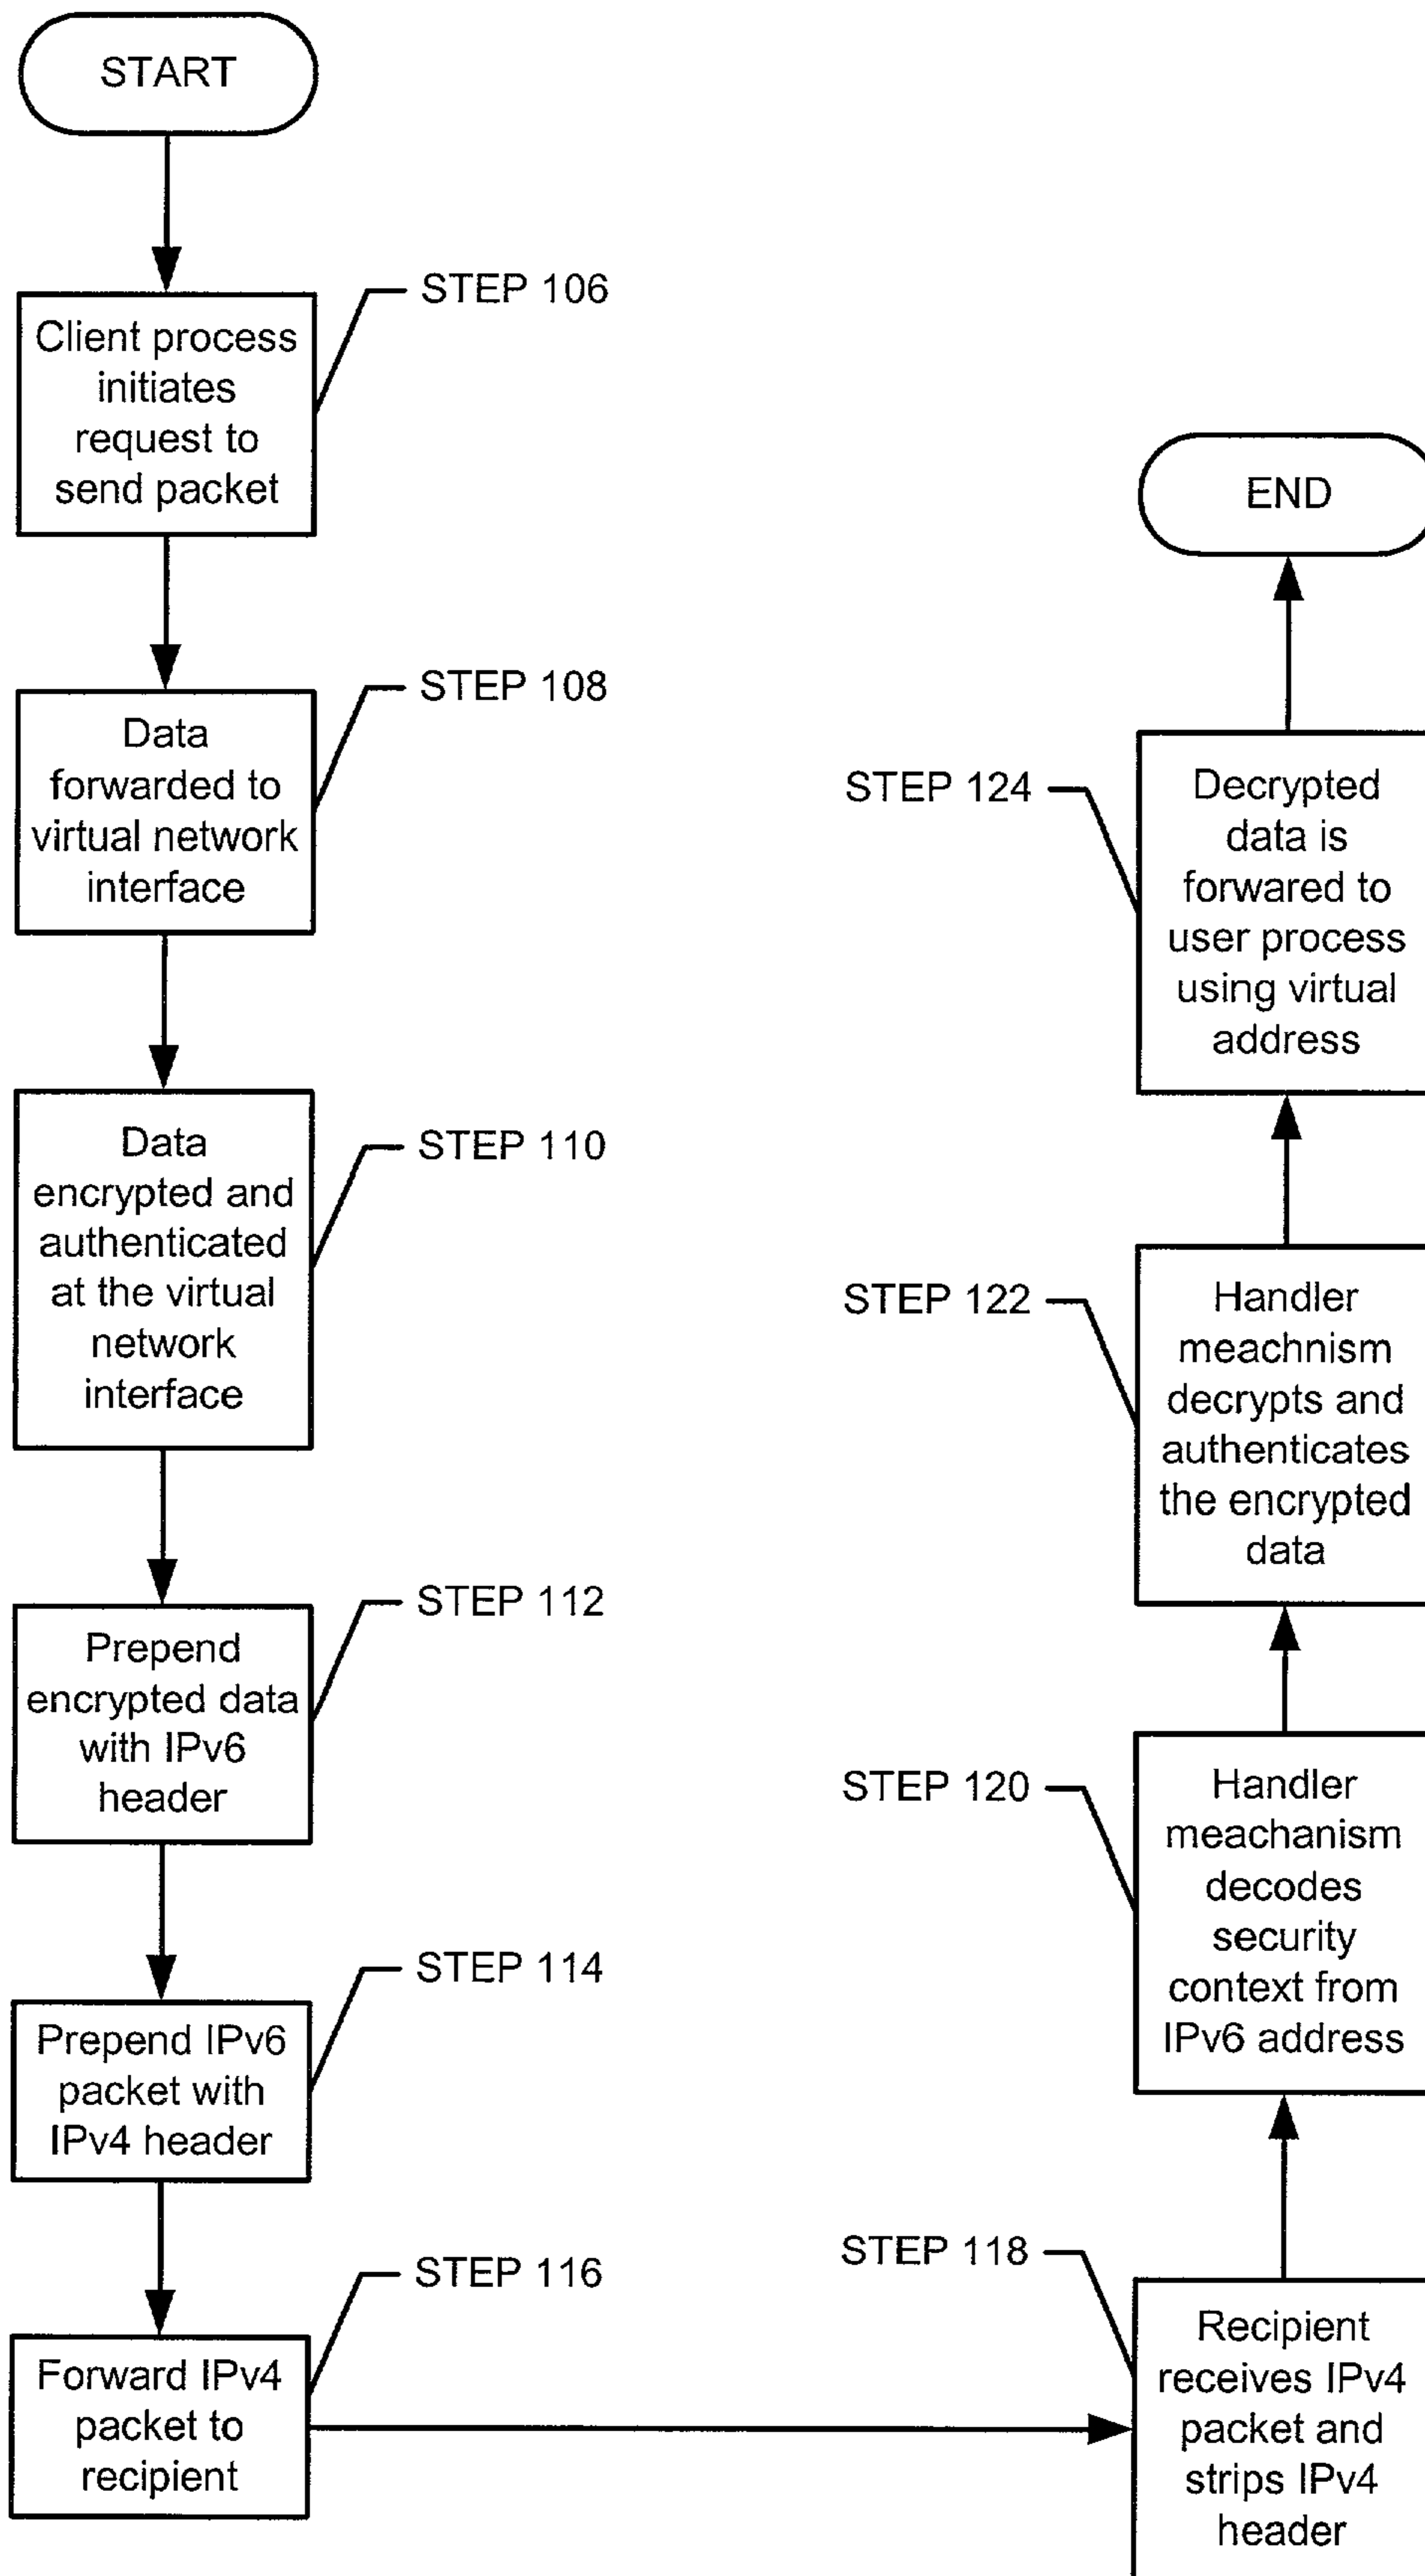 START
STEP 106
Client process
initiates
request to
send packet
STEP 108
Data
forwarded to
virtual network
interface
STEP 110
Data
encrypted and
authenticated
at the virtual
network
interface
STEP 112
Prepend
encrypted data
with IPv6
header
STEP 114
Prepend IPv6
packet with
IPv4 header
STEP 116
Forward IPv4
packet to
recipient
STEP 118
Recipient
receives IPv4
packet and
strips IPv4
header
STEP 120
Handler
meachanism
decodes
security
context from
IPv6 address
STEP 122
Handler
meachnism
decrypts and
authenticates
the encrypted
data
STEP 124
Decrypted
data is
forwared to
user process
using virtual
address
END